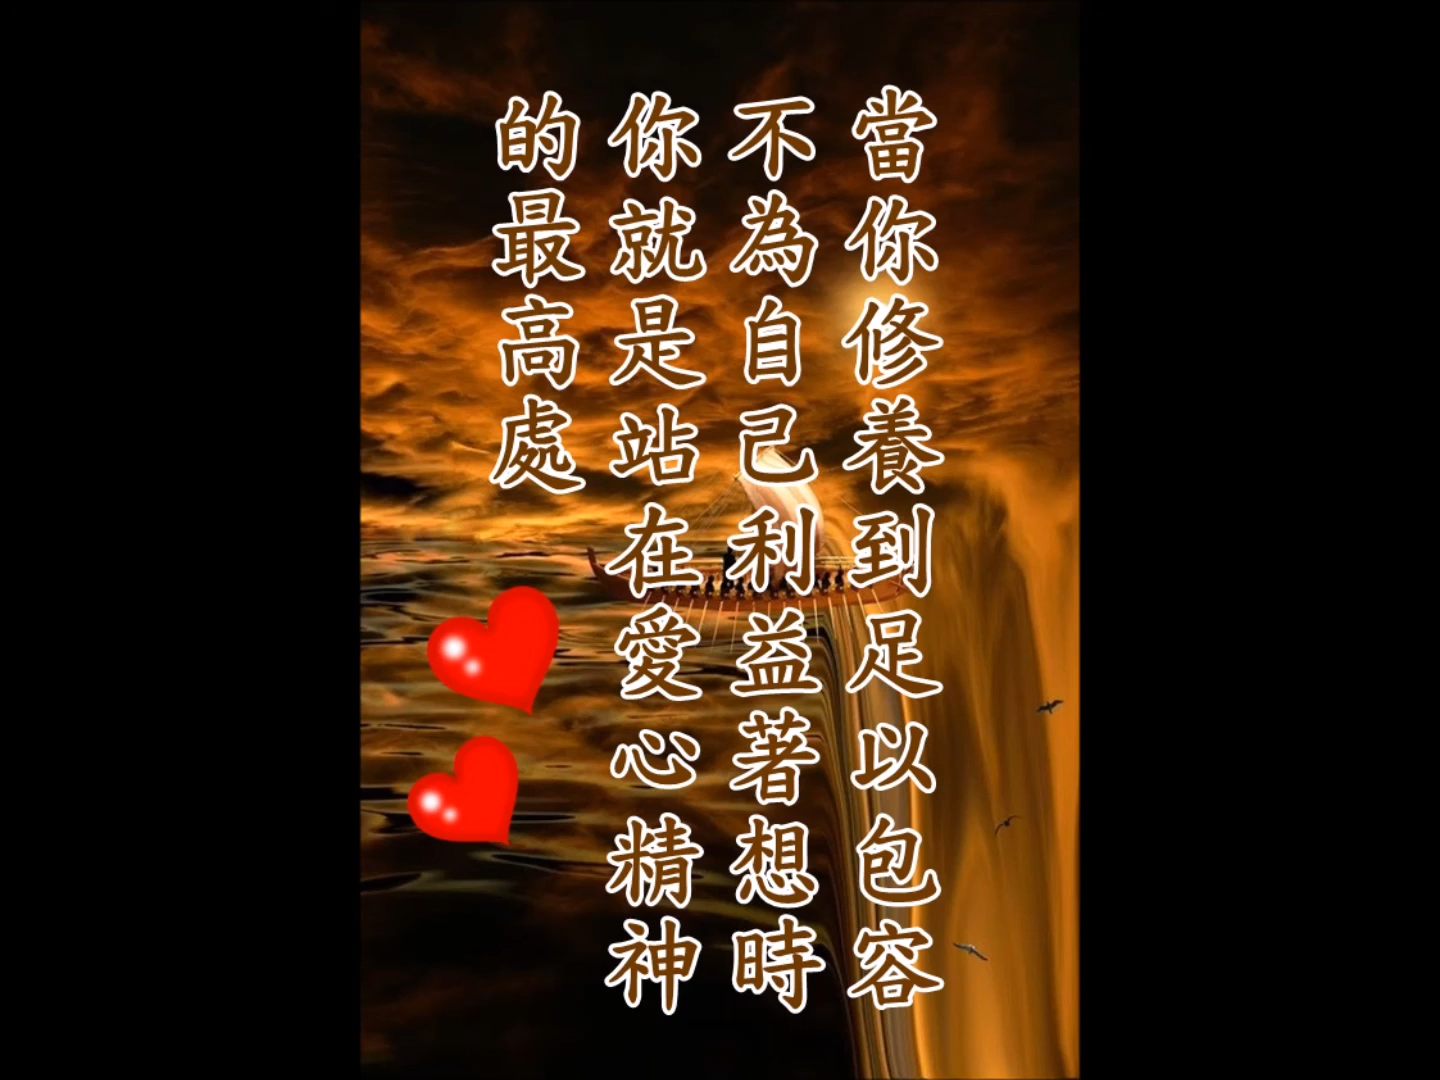 當你修養到足以包容
不為自己利益著想時
你就是站在愛心精神
的最高處